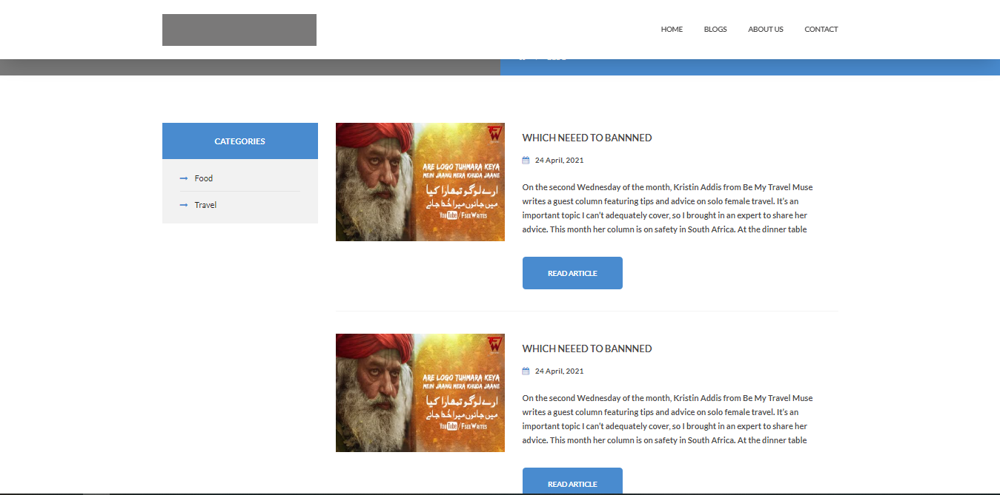 HOME BLOGS ABOUT US CONTACT
CATEGORIES
Food
Travel
ARE LOGO TUHMARA KEYA
MEIN JAANU MERA KHUDA JAANE
ارے لوگو تمھارا کیا
میں جانوں میرا خُدا جانے
YouTube/FseeWrites
WHICH NEEED TO BANNNED
24 April, 2021
On the second Wednesday of the month, Kristin Addis from Be My Travel Muse
writes a guest column featuring tips and advice on solo female travel. It's an
important topic I can't adequately cover, so I brought in an expert to share her
advice. This month her column is on safety in South Africa. At the dinner table
READ ARTICLE
ARE LOGO TUHMARA KEYA
MEIN JAANU MERA KHUDA JAANE
ارے لوگو تمھارا کیا
میں جانوں میرا خُدا جانے
YouTube/FseeWrites
WHICH NEEED TO BANNNED
24 April, 2021
On the second Wednesday of the month, Kristin Addis from Be My Travel Muse
writes a guest column featuring tips and advice on solo female travel. It's an
important topic I can't adequately cover, so I brought in an expert to share her
advice. This month her column is on safety in South Africa. At the dinner table
READ ARTICLE